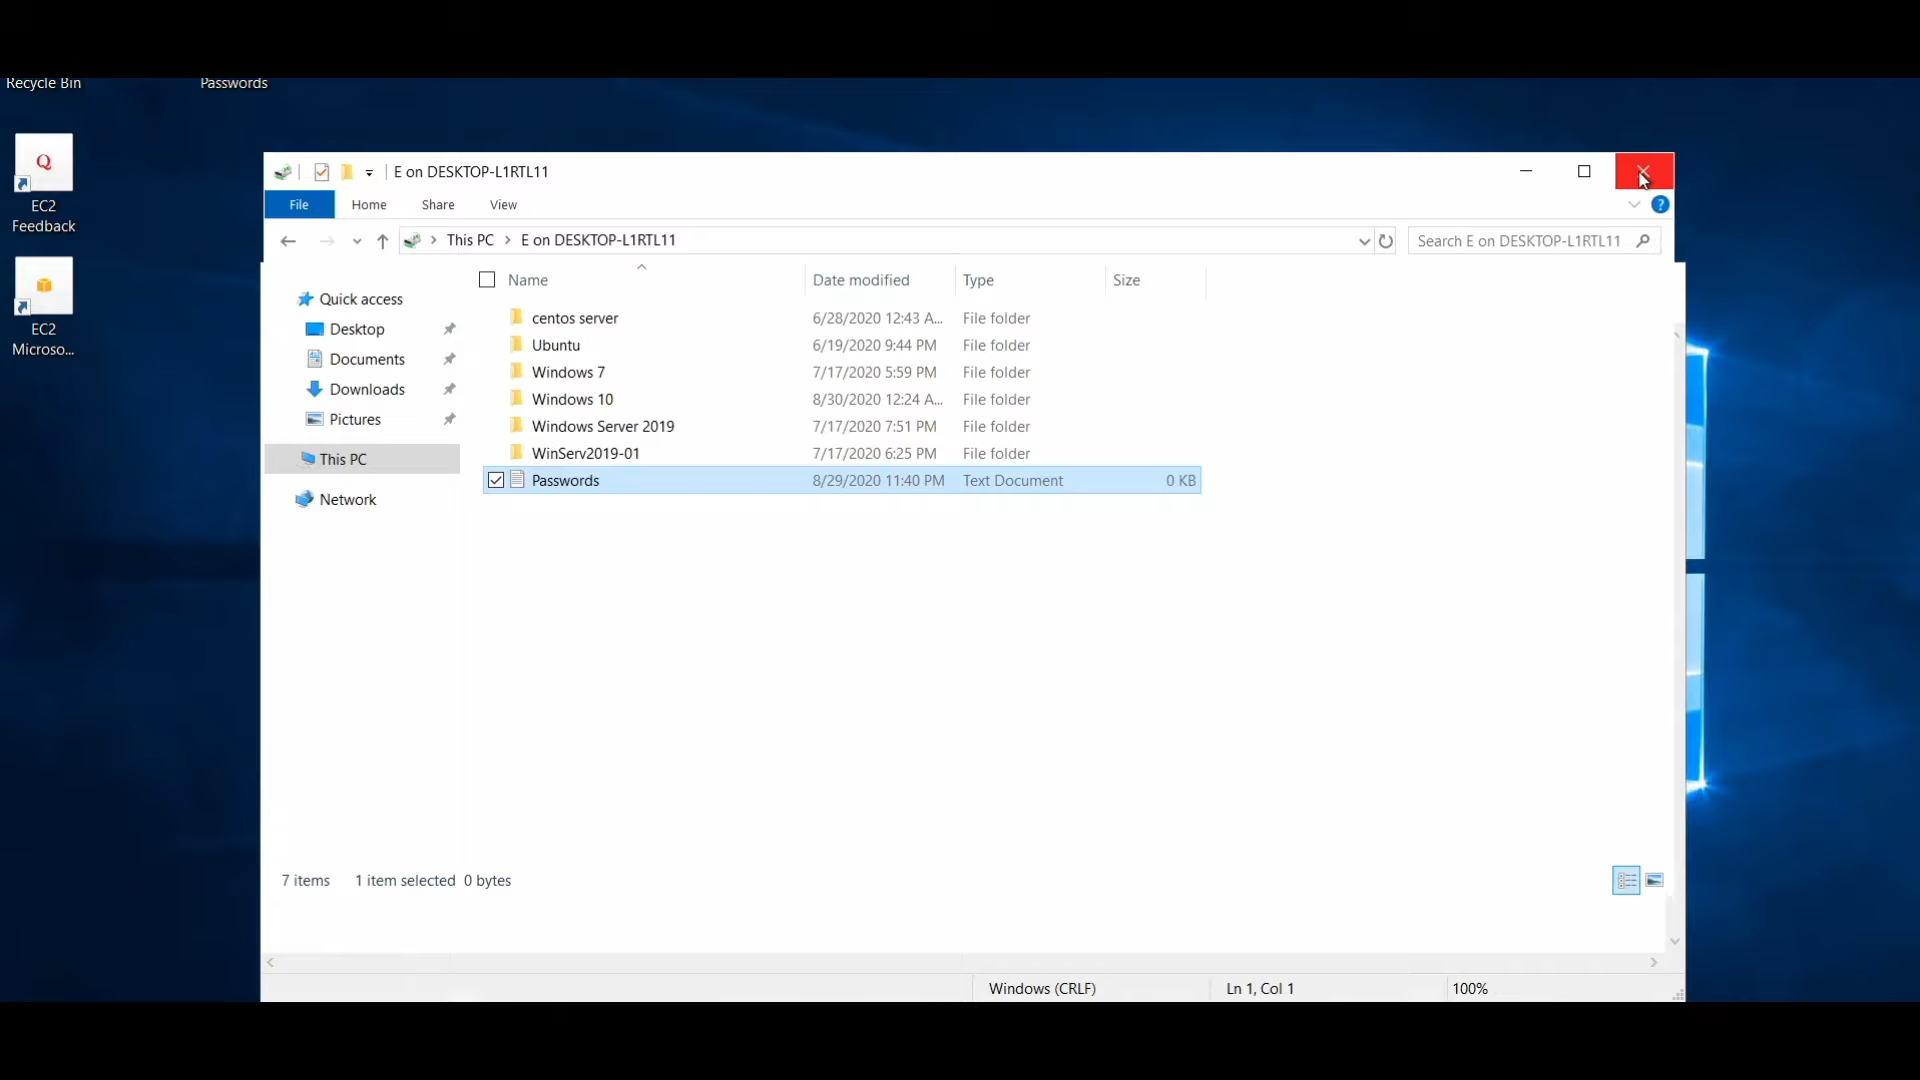 Recycle Bin
Passwords
Q
EC2
Feedback
EC2
Microso...
E on DESKTOP-L1RTL11
File Home Share View
?
This PC > E on DESKTOP-L1RTL11
Search E on DESKTOP-L1RTL11
Name Date modified Type Size
Quick access
Desktop
Documents
Downloads
Pictures
This PC
Network
centos server 6/28/2020 12:43 A... File folder
Ubuntu 6/19/2020 9:44 PM File folder
Windows 7 7/17/2020 5:59 PM File folder
Windows 10 8/30/2020 12:24 A... File folder
Windows Server 2019 7/17/2020 7:51 PM File folder
WinServ2019-01 7/17/2020 6:25 PM File folder
Passwords 8/29/2020 11:40 PM Text Document 0 KB
7 items 1 item selected 0 bytes
Windows (CRLF) Ln 1, Col 1 100%